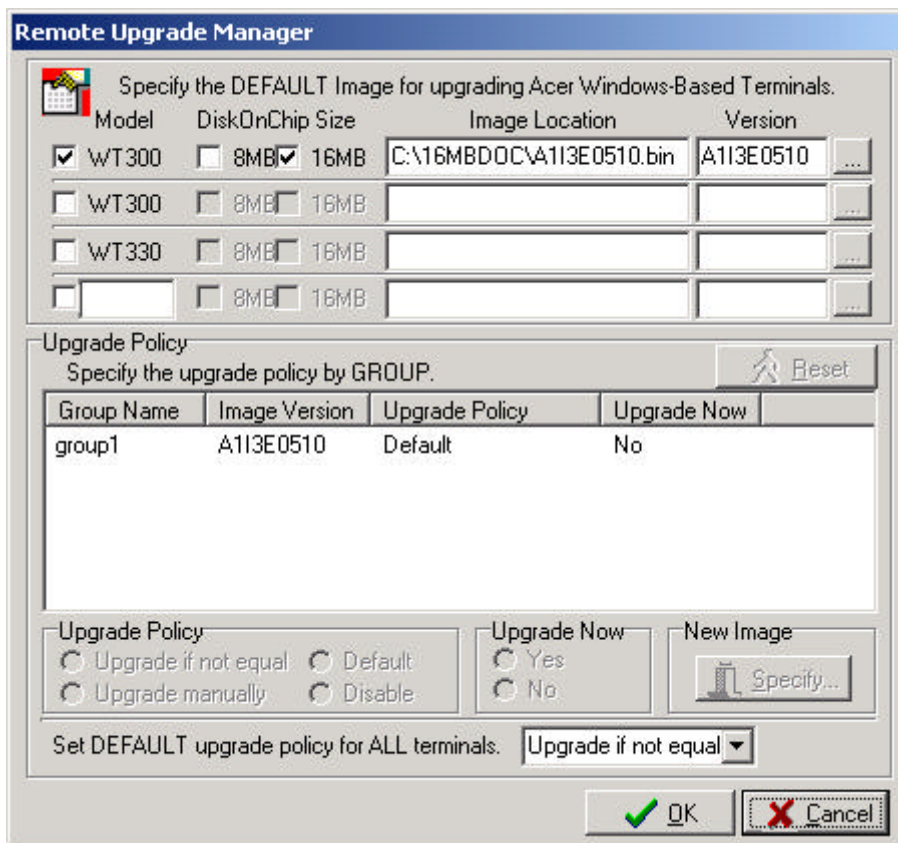 Remote Upgrade Manager
Specify the DEFAULT Image for upgrading Acer Windows-Based Terminals.
Model DiskOnChip Size Image Location Version
WT300 8MB 16MB C:\16MBDOC\A1I3E0510.bin A1I3E0510 ...
WT300 8MB 16MB ...
WT330 8MB 16MB ...
8MB 16MB ...
Upgrade Policy
Specify the upgrade policy by GROUP. Reset
Group Name Image Version Upgrade Policy Upgrade Now
group1 A1I3E0510 Default No
Upgrade Policy Upgrade Now New Image
Upgrade if not equal Default Yes Specify...
Upgrade manually Disable No
Set DEFAULT upgrade policy for ALL terminals. Upgrade if not equal
OK Cancel